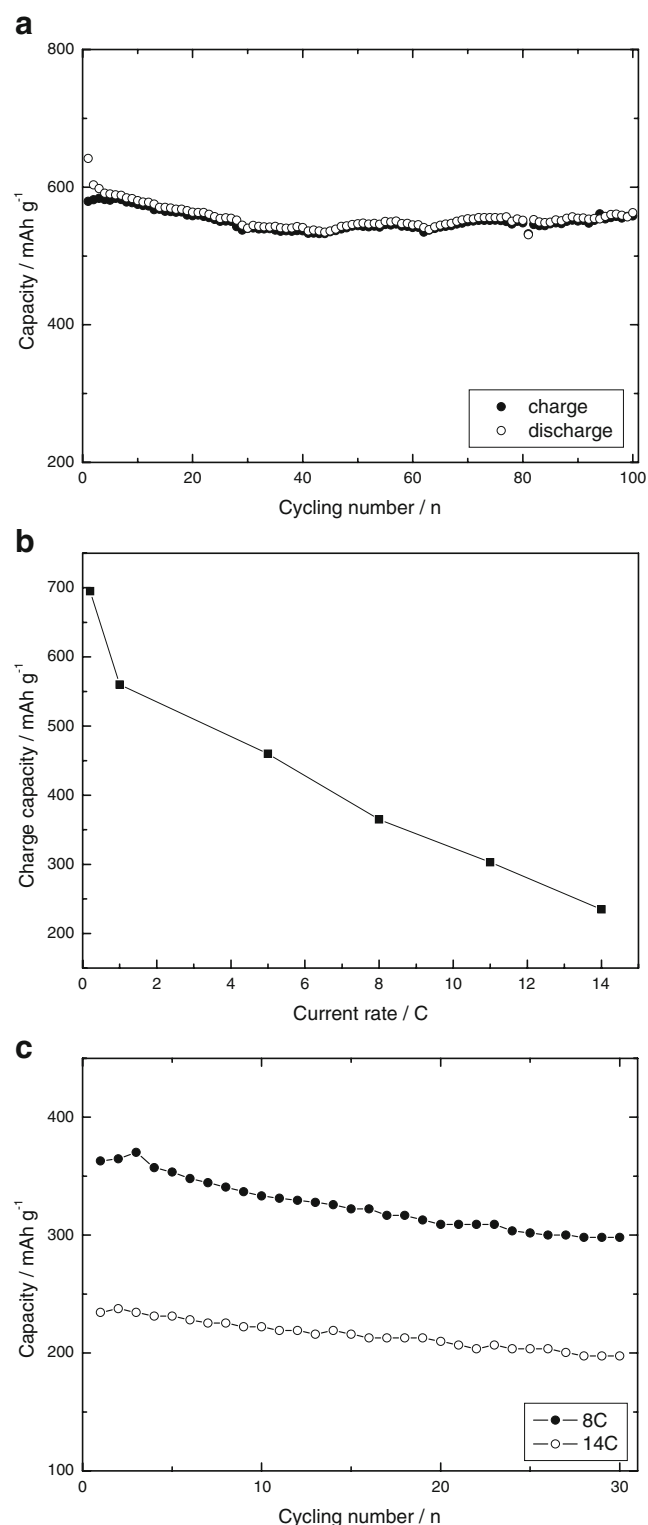 a
800
600
400
200
Capacity / mAh g⁻¹
charge
discharge
0 20 40 60 80 100
Cycling number / n
b
700
600
500
400
300
200
Charge capacity / mAh g⁻¹
0 2 4 6 8 10 12 14
Current rate / C
c
400
300
200
100
Capacity / mAh g⁻¹
8C
14C
0 10 20 30
Cycling number / n